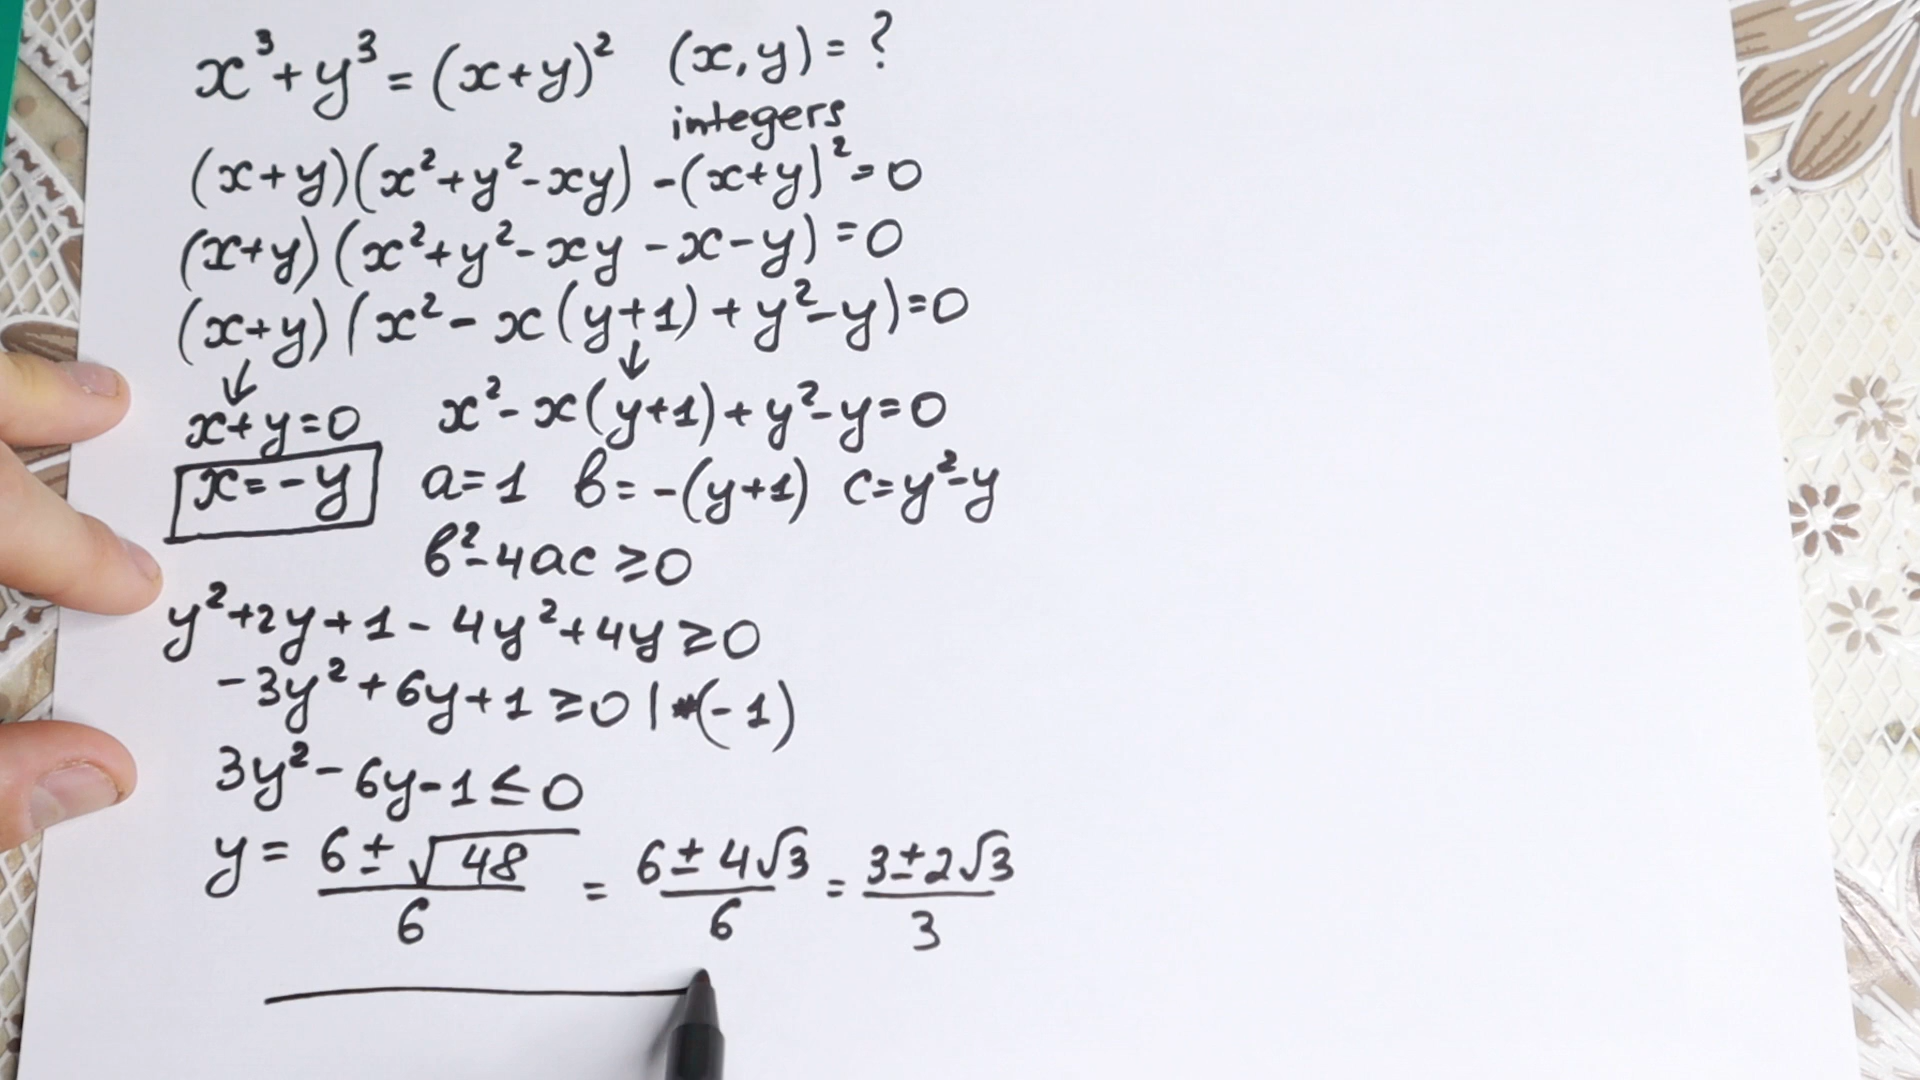 x³+y³=(x+y)² (x,y)=?
integers
(x+y)(x²+y²-xy)-(x+y)²=0
(x+y)(x²+y²-xy-x-y)=0
(x+y)(x²-x(y+1)+y²-y)=0
↓ ↓
x+y=0 x²-x(y+1)+y²-y=0
x=-y a=1 b=-(y+1) c=y²-y
b²-4ac≥0
y²+2y+1-4y²+4y≥0
-3y²+6y+1≥0 |*(-1)
3y²-6y-1≤0
y=(6±√48)/6=(6±4√3)/6=(3±2√3)/3